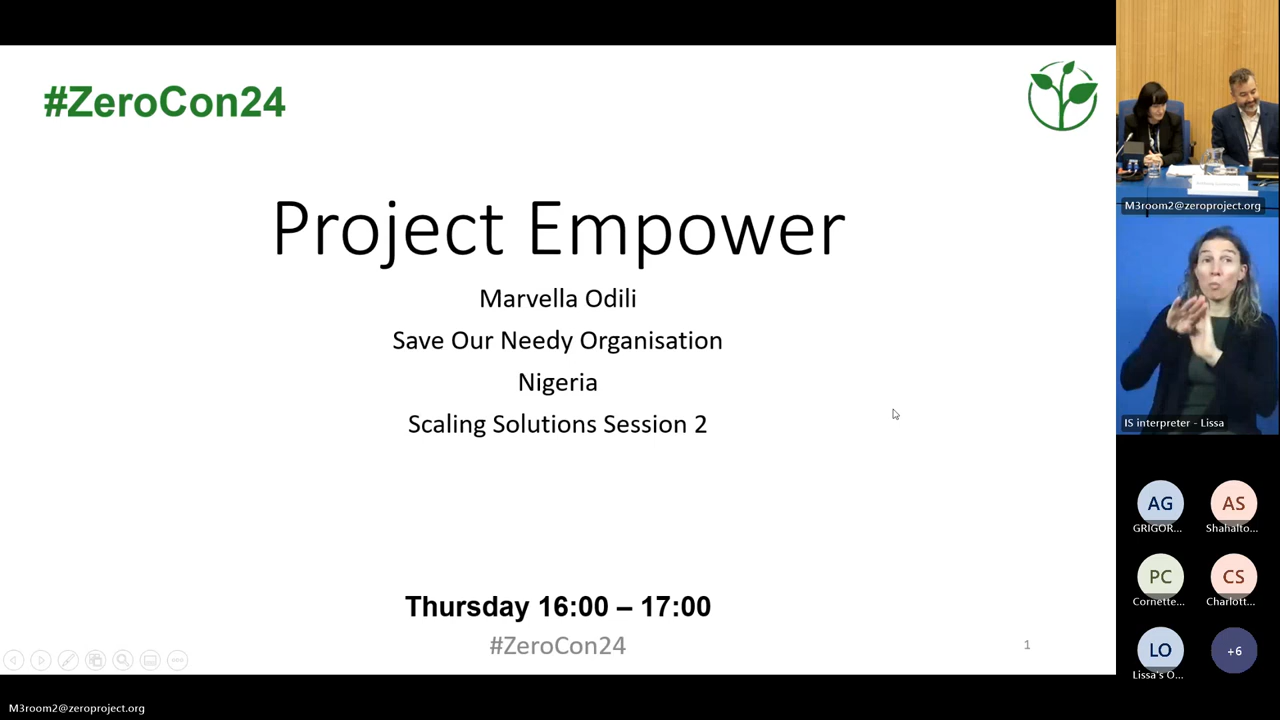 #ZeroCon24
Project Empower
Marvella Odili
Save Our Needy Organisation
Nigeria
Scaling Solutions Session 2
Thursday 16:00 – 17:00
#ZeroCon24
1
M3room2@zeroproject.org
M3room2@zeroproject.org
IS interpreter - Lissa
AG
GRIGOR...
AS
Shahalto...
PC
Cornette...
CS
Charlott...
LO
Lissa's O...
+6